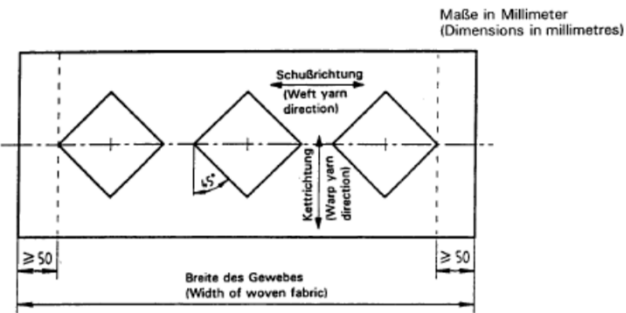 Maße in Millimeter
(Dimensions in millimetres)
Schußrichtung
(Weft yarn
direction)
Kettrichtung
(Warp yarn
direction)
45°
≥ 50
≥ 50
Breite des Gewebes
(Width of woven fabric)